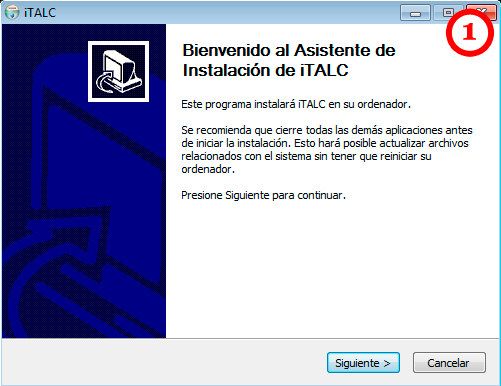 iTALC
1
Bienvenido al Asistente de
Instalación de iTALC
Este programa instalará iTALC en su ordenador.
Se recomienda que cierre todas las demás aplicaciones antes
de iniciar la instalación. Esto hará posible actualizar archivos
relacionados con el sistema sin tener que reiniciar su
ordenador.
Presione Siguiente para continuar.
Siguiente >
Cancelar